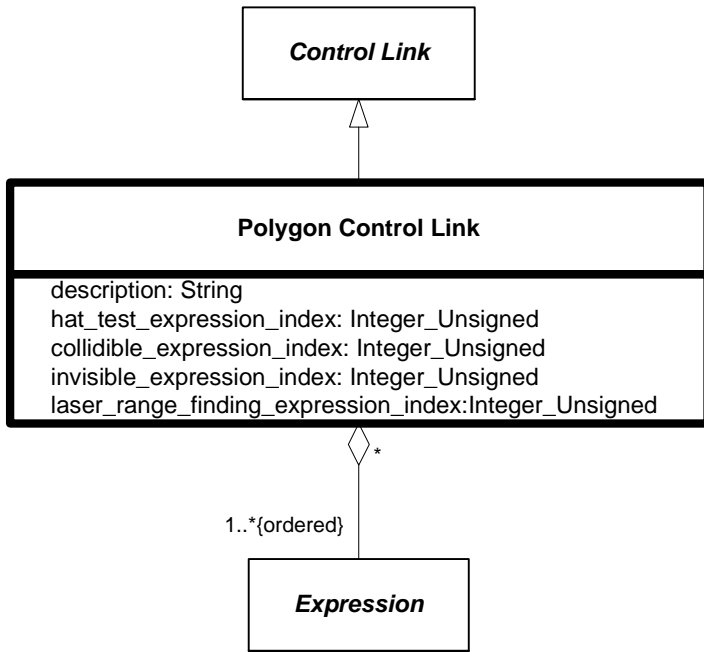 Control Link
Polygon Control Link
description: String
hat_test_expression_index: Integer_Unsigned
collidible_expression_index: Integer_Unsigned
invisible_expression_index: Integer_Unsigned
laser_range_finding_expression_index:Integer_Unsigned
*
1..*{ordered}
Expression